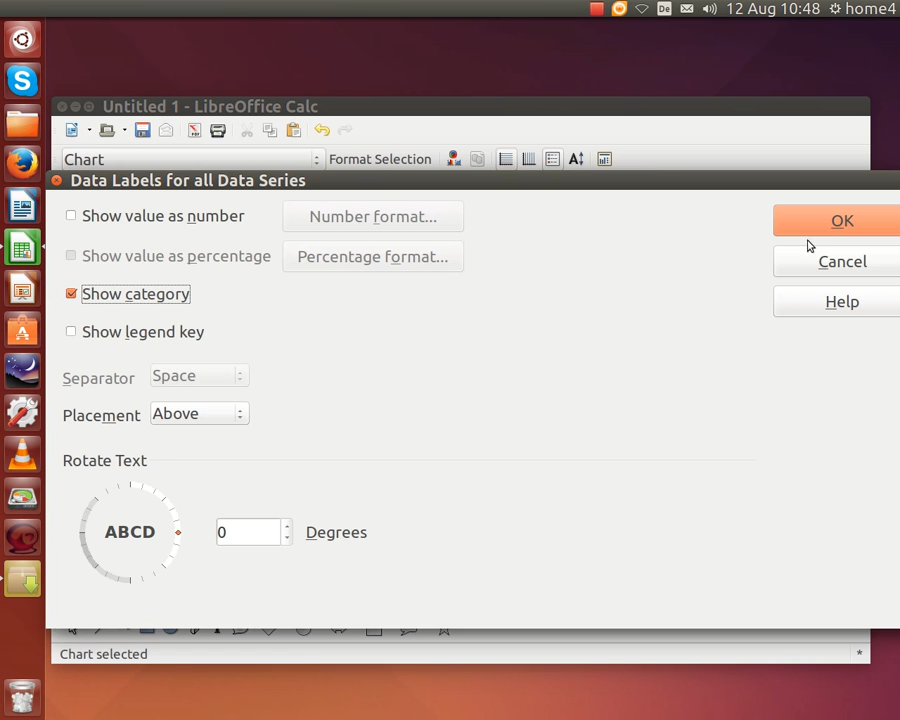 De 12 Aug 10:48 home4
Untitled 1 - LibreOffice Calc
Chart Format Selection
Data Labels for all Data Series
Show value as number Number format... OK
Show value as percentage Percentage format... Cancel
Show category Help
Show legend key
Separator Space
Placement Above
Rotate Text
ABCD 0 Degrees
Chart selected *